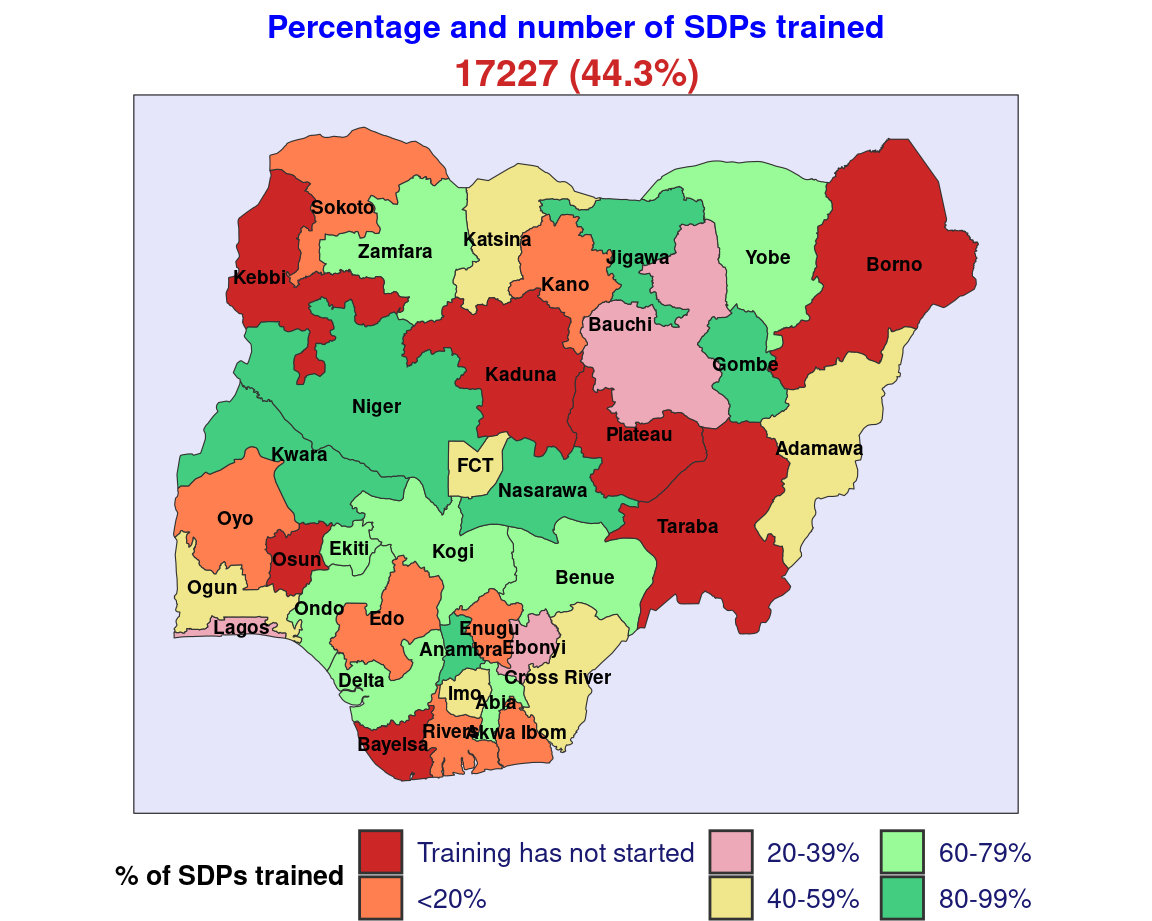 Percentage and number of SDPs trained
17227 (44.3%)
Sokoto
Katsina
Zamfara
Jigawa
Yobe
Borno
Kebbi
Kano
Bauchi
Gombe
Kaduna
Niger
Plateau
Adamawa
Kwara
FCT
Nasarawa
Oyo
Taraba
Ekiti
Kogi
Osun
Benue
Ogun
Ondo
Edo
Lagos
Enugu
Anambra
Ebonyi
Delta
Cross River
Imo
Abia
Rivers
Akwa Ibom
Bayelsa
% of SDPs trained
Training has not started
20-39%
60-79%
<20%
40-59%
80-99%